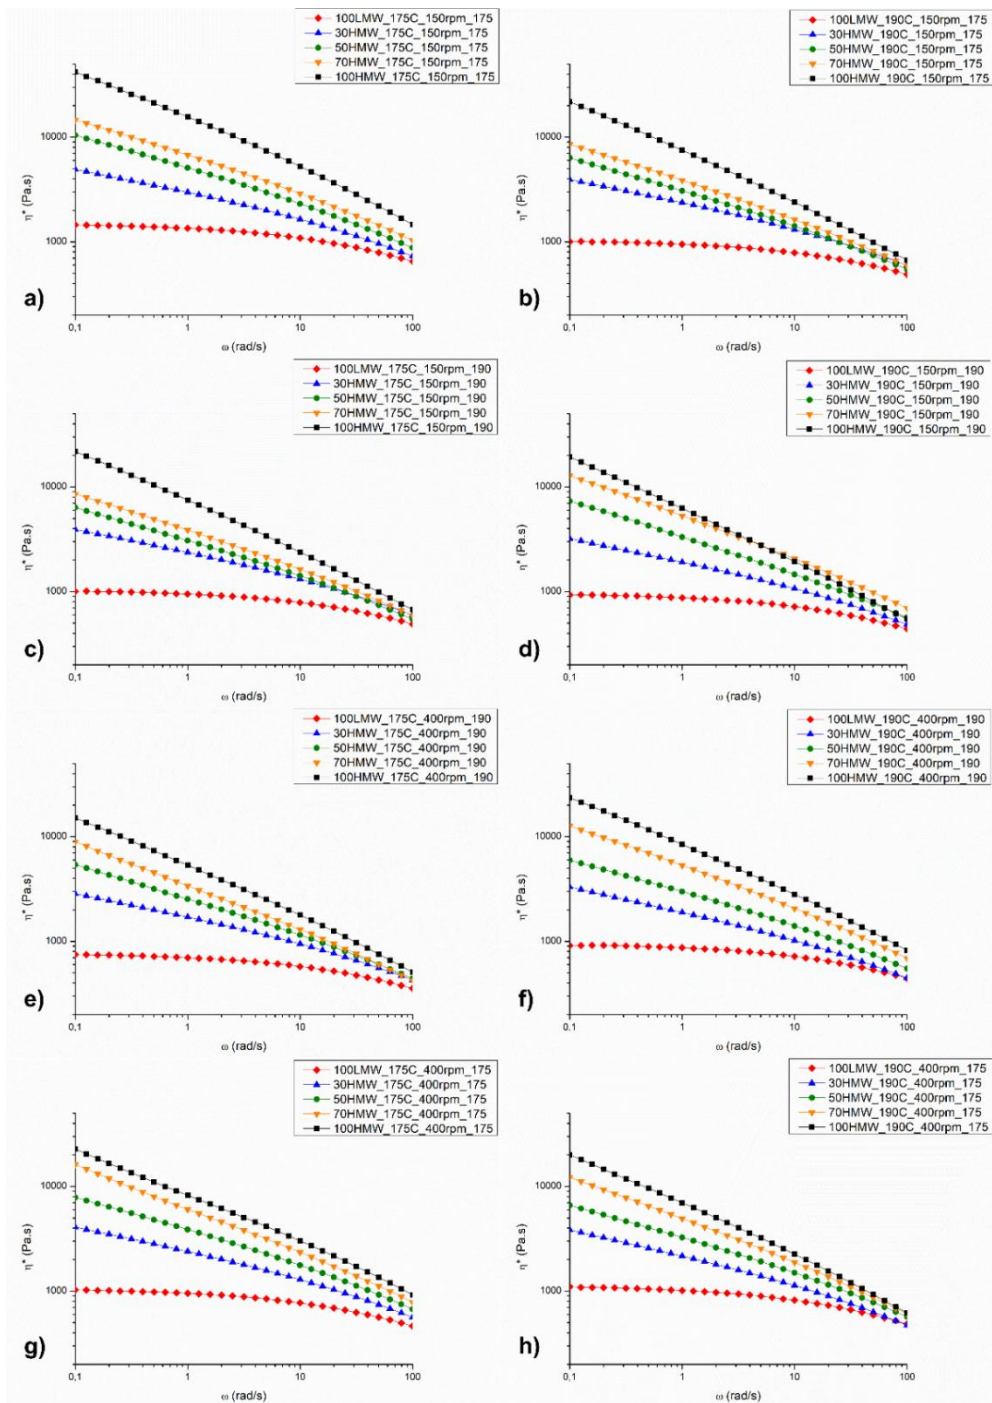 100LMW_175C_150rpm_175
30HMW_175C_150rpm_175
50HMW_175C_150rpm_175
70HMW_175C_150rpm_175
100HMW_175C_150rpm_175
10000
1000
η* (Pa.s)
0,1 1 10 100
ω (rad/s)
a)
100LMW_190C_150rpm_175
30HMW_190C_150rpm_175
50HMW_190C_150rpm_175
70HMW_190C_150rpm_175
100HMW_190C_150rpm_175
10000
1000
η* (Pa.s)
0,1 1 10 100
ω (rad/s)
b)
100LMW_175C_150rpm_190
30HMW_175C_150rpm_190
50HMW_175C_150rpm_190
70HMW_175C_150rpm_190
100HMW_175C_150rpm_190
10000
1000
η* (Pa.s)
0,1 1 10 100
ω (rad/s)
c)
100LMW_190C_150rpm_190
30HMW_190C_150rpm_190
50HMW_190C_150rpm_190
70HMW_190C_150rpm_190
100HMW_190C_150rpm_190
10000
1000
η* (Pa.s)
0,1 1 10 100
ω (rad/s)
d)
100LMW_175C_400rpm_190
30HMW_175C_400rpm_190
50HMW_175C_400rpm_190
70HMW_175C_400rpm_190
100HMW_175C_400rpm_190
10000
1000
η* (Pa.s)
0,1 1 10 100
ω (rad/s)
e)
100LMW_190C_400rpm_190
30HMW_190C_400rpm_190
50HMW_190C_400rpm_190
70HMW_190C_400rpm_190
100HMW_190C_400rpm_190
10000
1000
η* (Pa.s)
0,1 1 10 100
ω (rad/s)
f)
100LMW_175C_400rpm_175
30HMW_175C_400rpm_175
50HMW_175C_400rpm_175
70HMW_175C_400rpm_175
100HMW_175C_400rpm_175
10000
1000
η* (Pa.s)
0,1 1 10 100
ω (rad/s)
g)
100LMW_190C_400rpm_175
30HMW_190C_400rpm_175
50HMW_190C_400rpm_175
70HMW_190C_400rpm_175
100HMW_190C_400rpm_175
10000
1000
η* (Pa.s)
0,1 1 10 100
ω (rad/s)
h)